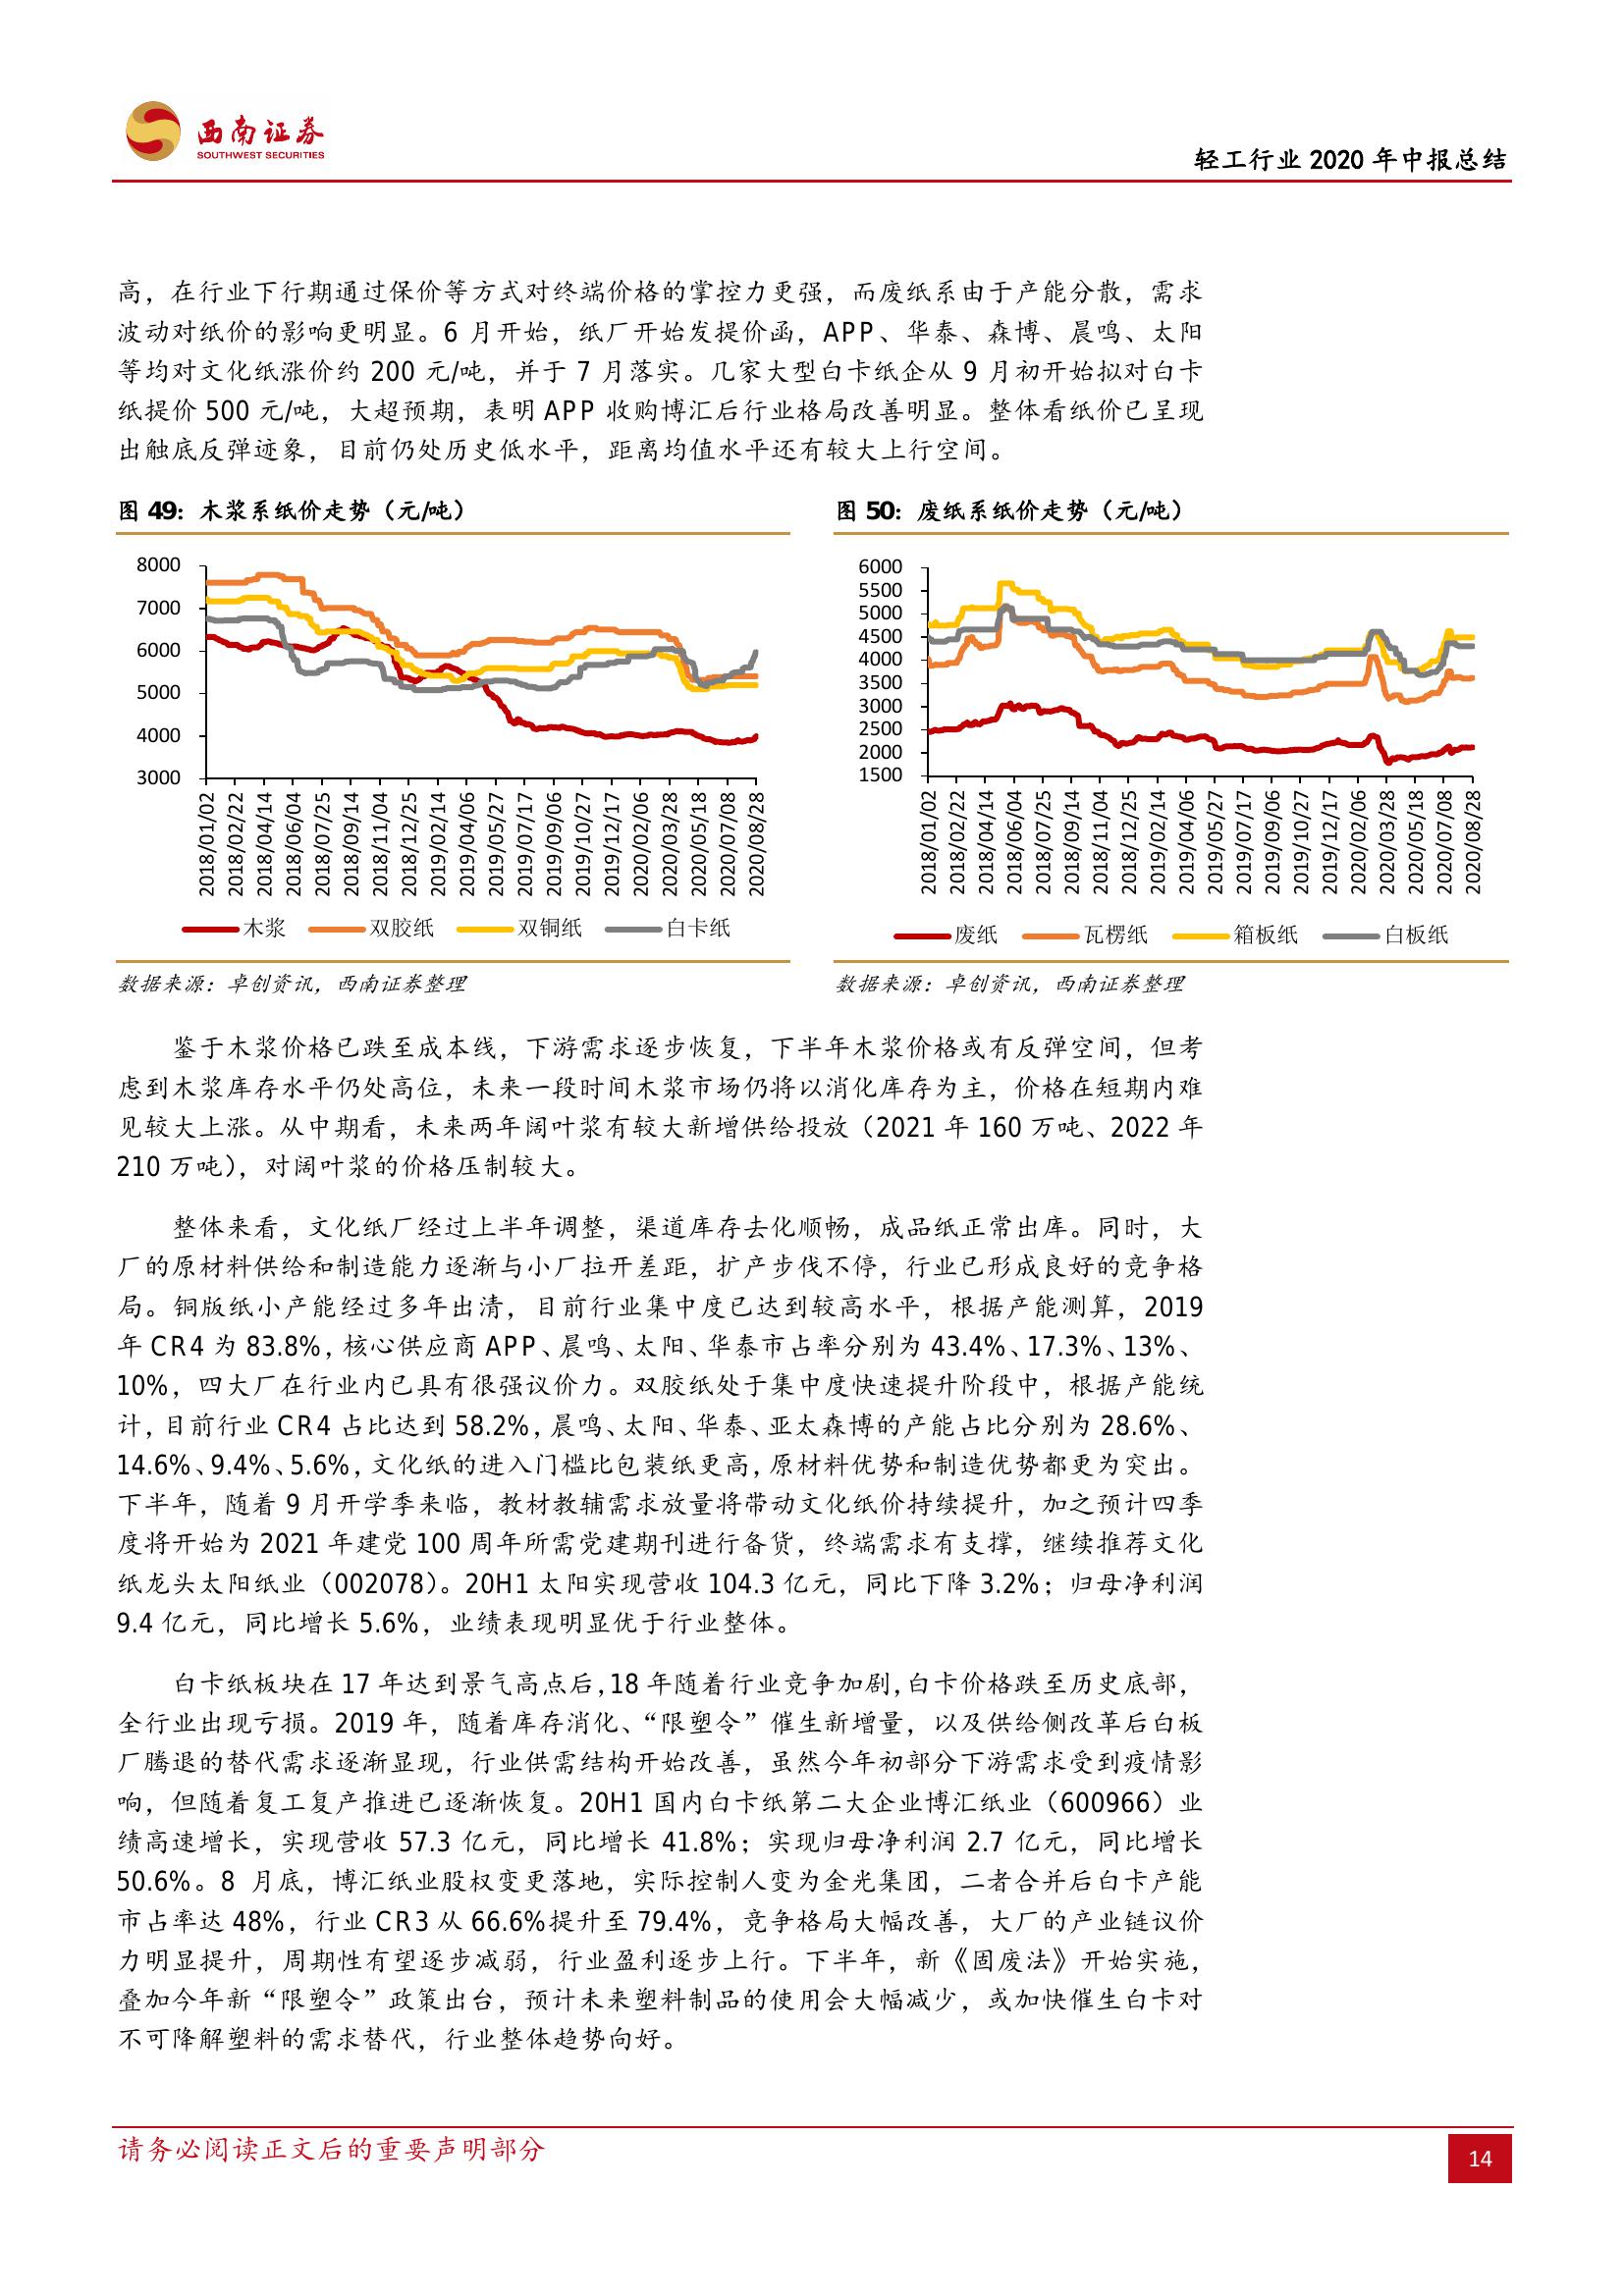 西南证券
SOUTHWEST SECURITIES
轻工行业 2020 年中报总结
高，在行业下行期通过保价等方式对终端价格的掌控力更强，而废纸系由于产能分散，需求
波动对纸价的影响更明显。6 月开始，纸厂开始发提价函，APP、华泰、森博、晨鸣、太阳
等均对文化纸涨价约 200 元/吨，并于 7 月落实。几家大型白卡纸企从 9 月初开始拟对白卡
纸提价 500 元/吨，大超预期，表明 APP 收购博汇后行业格局改善明显。整体看纸价已呈现
出触底反弹迹象，目前仍处历史低水平，距离均值水平还有较大上行空间。
图 49：木浆系纸价走势（元/吨）
8000
7000
6000
5000
4000
3000
2018/01/02
2018/02/22
2018/04/14
2018/06/04
2018/07/25
2018/09/14
2018/11/04
2018/12/25
2019/02/14
2019/04/06
2019/05/27
2019/07/17
2019/09/06
2019/10/27
2019/12/17
2020/02/06
2020/03/28
2020/05/18
2020/07/08
2020/08/28
木浆 双胶纸 双铜纸 白卡纸
数据来源：卓创资讯，西南证券整理
图 50：废纸系纸价走势（元/吨）
6000
5500
5000
4500
4000
3500
3000
2500
2000
1500
2018/01/02
2018/02/22
2018/04/14
2018/06/04
2018/07/25
2018/09/14
2018/11/04
2018/12/25
2019/02/14
2019/04/06
2019/05/27
2019/07/17
2019/09/06
2019/10/27
2019/12/17
2020/02/06
2020/03/28
2020/05/18
2020/07/08
2020/08/28
废纸 瓦楞纸 箱板纸 白板纸
数据来源：卓创资讯，西南证券整理
鉴于木浆价格已跌至成本线，下游需求逐步恢复，下半年木浆价格或有反弹空间，但考
虑到木浆库存水平仍处高位，未来一段时间木浆市场仍将以消化库存为主，价格在短期内难
见较大上涨。从中期看，未来两年阔叶浆有较大新增供给投放（2021 年 160 万吨、2022 年
210 万吨），对阔叶浆的价格压制较大。
整体来看，文化纸厂经过上半年调整，渠道库存去化顺畅，成品纸正常出库。同时，大
厂的原材料供给和制造能力逐渐与小厂拉开差距，扩产步伐不停，行业已形成良好的竞争格
局。铜版纸小产能经过多年出清，目前行业集中度已达到较高水平，根据产能测算，2019
年 CR4 为 83.8%，核心供应商 APP、晨鸣、太阳、华泰市占率分别为 43.4%、17.3%、13%、
10%，四大厂在行业内已具有很强议价力。双胶纸处于集中度快速提升阶段中，根据产能统
计，目前行业 CR4 占比达到 58.2%，晨鸣、太阳、华泰、亚太森博的产能占比分别为 28.6%、
14.6%、9.4%、5.6%，文化纸的进入门槛比包装纸更高，原材料优势和制造优势都更为突出。
下半年，随着 9 月开学季来临，教材教辅需求放量将带动文化纸价持续提升，加之预计四季
度将开始为 2021 年建党 100 周年所需党建期刊进行备货，终端需求有支撑，继续推荐文化
纸龙头太阳纸业（002078）。20H1 太阳实现营收 104.3 亿元，同比下降 3.2%；归母净利润
9.4 亿元，同比增长 5.6%，业绩表现明显优于行业整体。
白卡纸板块在 17 年达到景气高点后，18 年随着行业竞争加剧，白卡价格跌至历史底部，
全行业出现亏损。2019 年，随着库存消化、“限塑令”催生新增量，以及供给侧改革后白板
厂腾退的替代需求逐渐显现，行业供需结构开始改善，虽然今年初部分下游需求受到疫情影
响，但随着复工复产推进已逐渐恢复。20H1 国内白卡纸第二大企业博汇纸业（600966）业
绩高速增长，实现营收 57.3 亿元，同比增长 41.8%；实现归母净利润 2.7 亿元，同比增长
50.6%。8 月底，博汇纸业股权变更落地，实际控制人变为金光集团，二者合并后白卡产能
市占率达 48%，行业 CR3 从 66.6%提升至 79.4%，竞争格局大幅改善，大厂的产业链议价
力明显提升，周期性有望逐步减弱，行业盈利逐步上行。下半年，新《固废法》开始实施，
叠加今年新“限塑令”政策出台，预计未来塑料制品的使用会大幅减少，或加快催生白卡对
不可降解塑料的需求替代，行业整体趋势向好。
请务必阅读正文后的重要声明部分
14